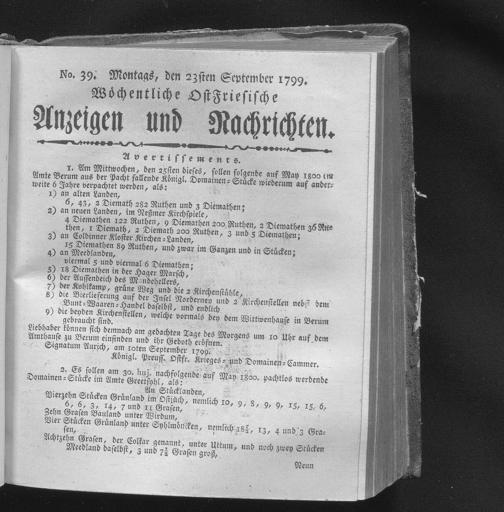 No. 39. Montags, den 23sten September 1799.
Wöchentliche OstFriesische
Anzeigen und Nachrichten.
Avertissements.
1. Am Mittwochen, den 25sten dieses, sollen folgende auf May 1800 im
Amte Berum aus der Pacht fallende Königl. Domainen-Stücke wiederum auf ander-
weite 6 Jahre verpachtet werden, als:
1) an alten Landen,
6, 43, 2 Diemath 282 Ruthen und 3 Diemathen;
2) an neuen Landen, im Neßmer Kirchspiele,
4 Diemathen 122 Ruthen, 9 Diemathen 200 Ruthen, 2 Diemathen 36 Ru-
then, 1 Diemath, 2 Diemath 200 Ruthen, 3 und 5 Diemathen;
3) an Coldinner Kloster Kirchen-Landen,
15 Diemathen 89 Ruthen, und zwar im Ganzen und in Stücken;
4) an Meedlanden,
viermal 5 und viermal 6 Diemathen;
5) 18 Diemathen in der Hager Marsch,
6) der Aussendeich des Mandehellers,
7) der Kohlkamp, grüne Weg und die 2 Kirchenstühle,
8) die Bierlieferung auf der Insel Norderney und 2 Kirchenstellen nebst dem
Bunt-Waaren-Handel daselbst, und endlich
9) die beyden Kirchenstellen, welche vormals bey dem Wittwenhause in Berum
gebraucht sind.
Liebhaber können sich demnach am gedachten Tage des Morgens um 10 Uhr auf dem
Amthause zu Berum einfinden und ihr Geboth eröfnen.
Signatum Aurich, am 10ten September 1799.
Königl. Preuß. Ostfr. Krieges- und Domainen-Cammer.
2. Es sollen am 30. huj. nachfolgende auf May 1800. pachtlos werdende
Domainen-Stücke im Amte Greetsyhl, als:
An Stücklanden,
Vierzehn Stücken Grünland im Ostzüch, nemlich 10, 9, 8, 9, 9, 15, 15, 6,
6, 6, 3, 14, 7 und 11 Grasen,
Zehn Grasen Bauland unter Wirdum,
Vier Stücken Grünland unter Syhlmönken, nemlich 38½, 13, 4 und 3 Gra-
sen,
Achtzehn Grasen, der Collar genannt, unter Uttum, und noch zwey Stücken
Meedland daselbst, 3 und 7½ Grasen groß,
Neun